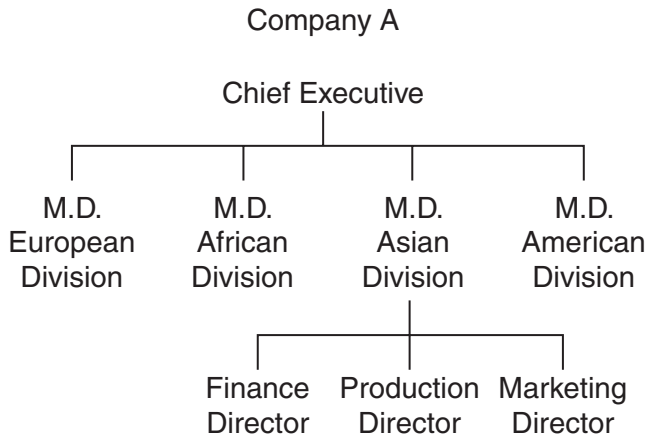 Company A
Chief Executive
M.D. M.D. M.D. M.D.
European African Asian American
Division Division Division Division
Finance Production Marketing
Director Director Director